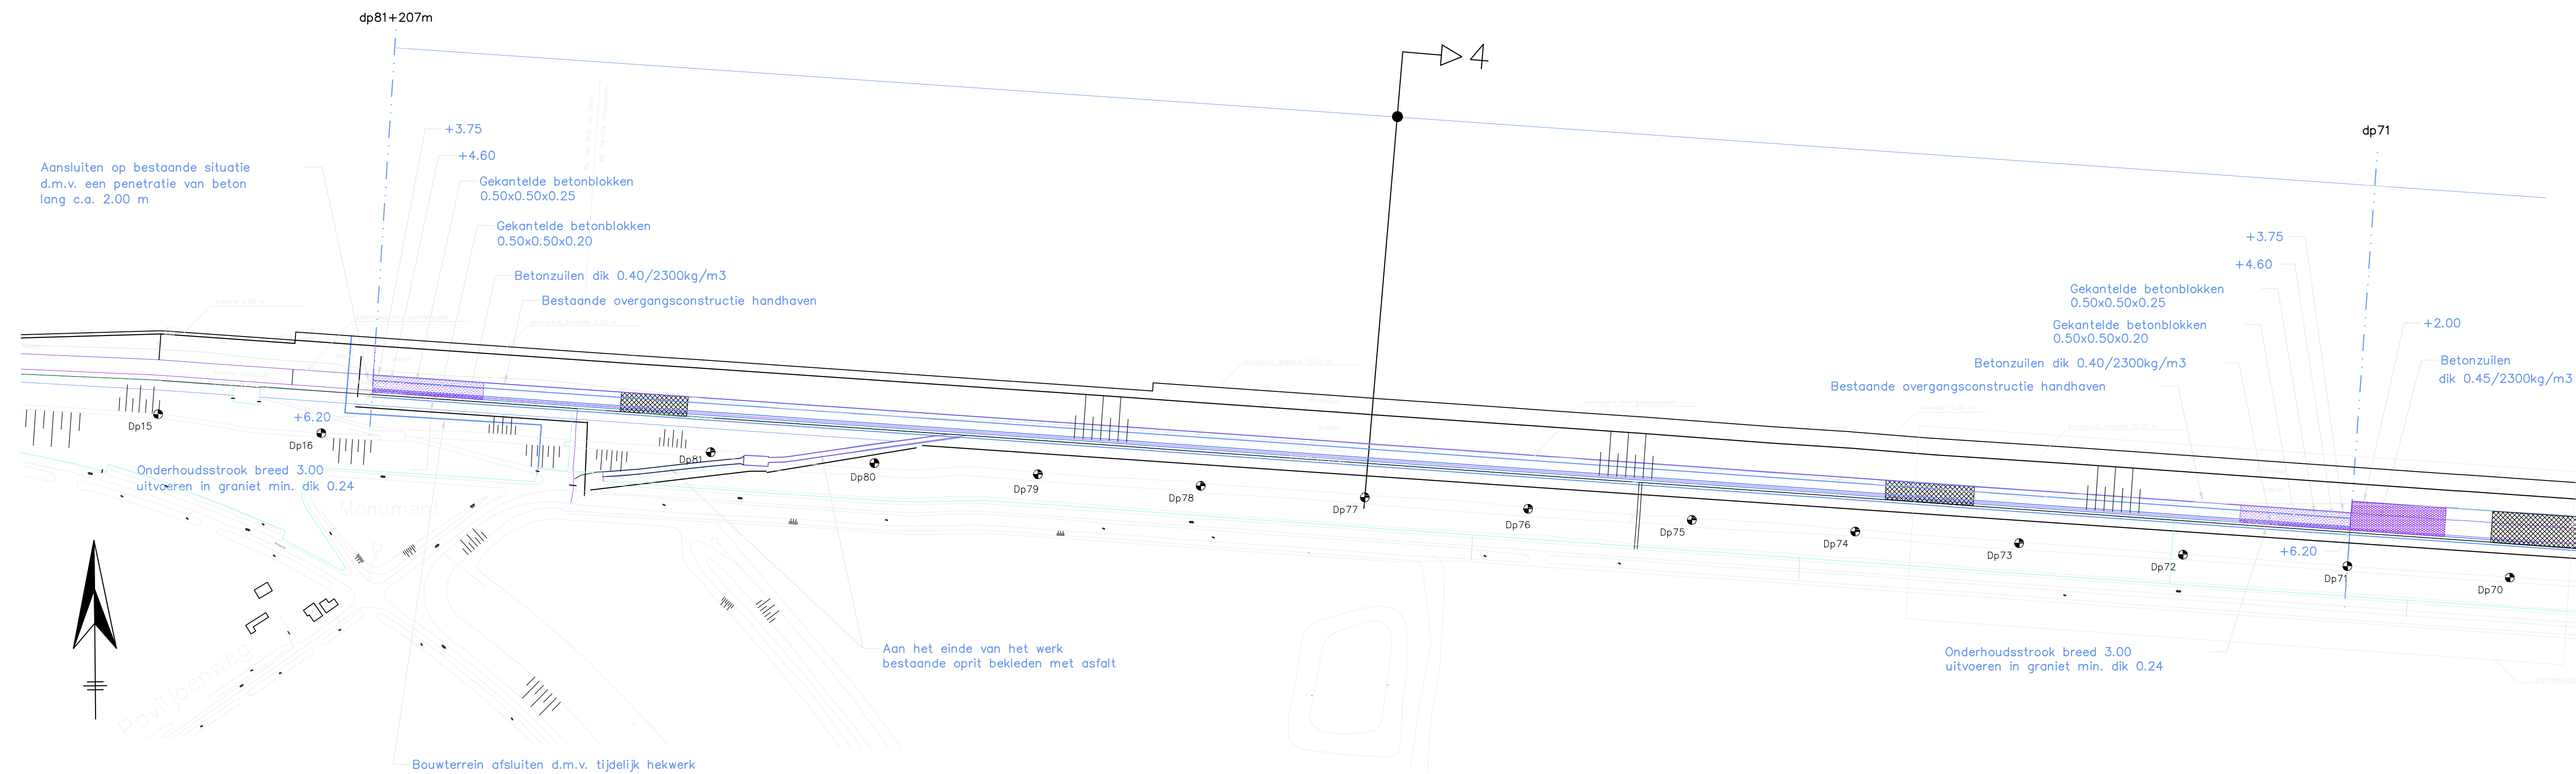 dp81+207m
4
dp71
+3.75
+4.60
Aansluiten op bestaande situatie
d.m.v. een penetratie van beton
lang c.a. 2.00 m
Gekantelde betonblokken
0.50x0.50x0.25
Gekantelde betonblokken
0.50x0.50x0.20
Betonzuilen dik 0.40/2300kg/m3
Bestaande overgangsconstructie handhaven
+3.75
+4.60
Gekantelde betonblokken
0.50x0.50x0.25
Gekantelde betonblokken
0.50x0.50x0.20
Betonzuilen dik 0.40/2300kg/m3
Bestaande overgangsconstructie handhaven
+2.00
Betonzuilen
dik 0.45/2300kg/m3
+6.20
Dp15
Dp16
Dp81
Dp80
Dp79
Dp78
Dp77
Dp76
Dp75
Dp74
Dp73
Dp72
Dp71
Dp70
+6.20
Onderhoudsstrook breed 3.00
uitvoeren in graniet min. dik 0.24
Monument
Paviljoenweg
Aan het einde van het werk
bestaande oprit bekleden met asfalt
Onderhoudsstrook breed 3.00
uitvoeren in graniet min. dik 0.24
Bouwterrein afsluiten d.m.v. tijdelijk hekwerk